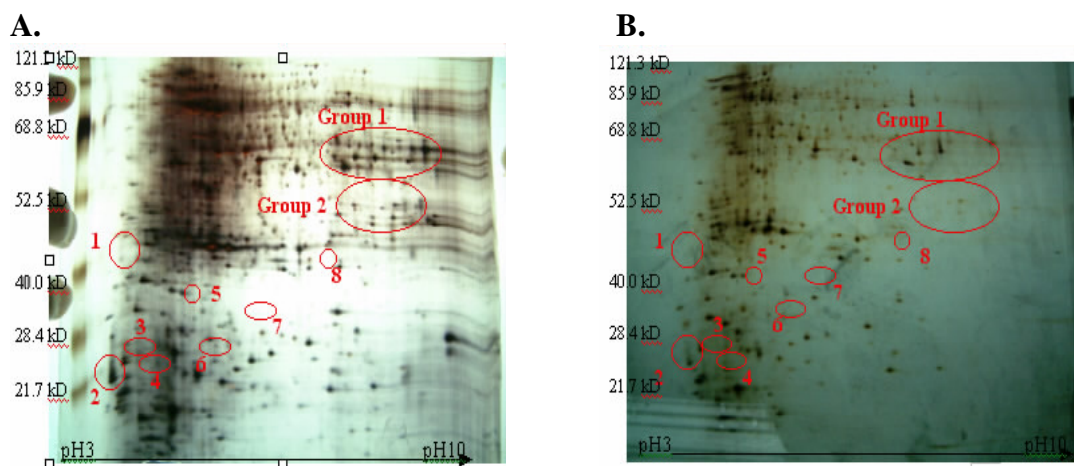 A.
121.3 kD
85.9 kD
68.8 kD
52.5 kD
40.0 kD
28.4 kD
21.7 kD
Group 1
Group 2
1
8
5
7
3
6
4
2
pH3
pH10
B.
121.3 kD
85.9 kD
68.8 kD
52.5 kD
40.0 kD
28.4 kD
21.7 kD
Group 1
Group 2
1
8
5
7
6
3
4
2
pH3
pH10